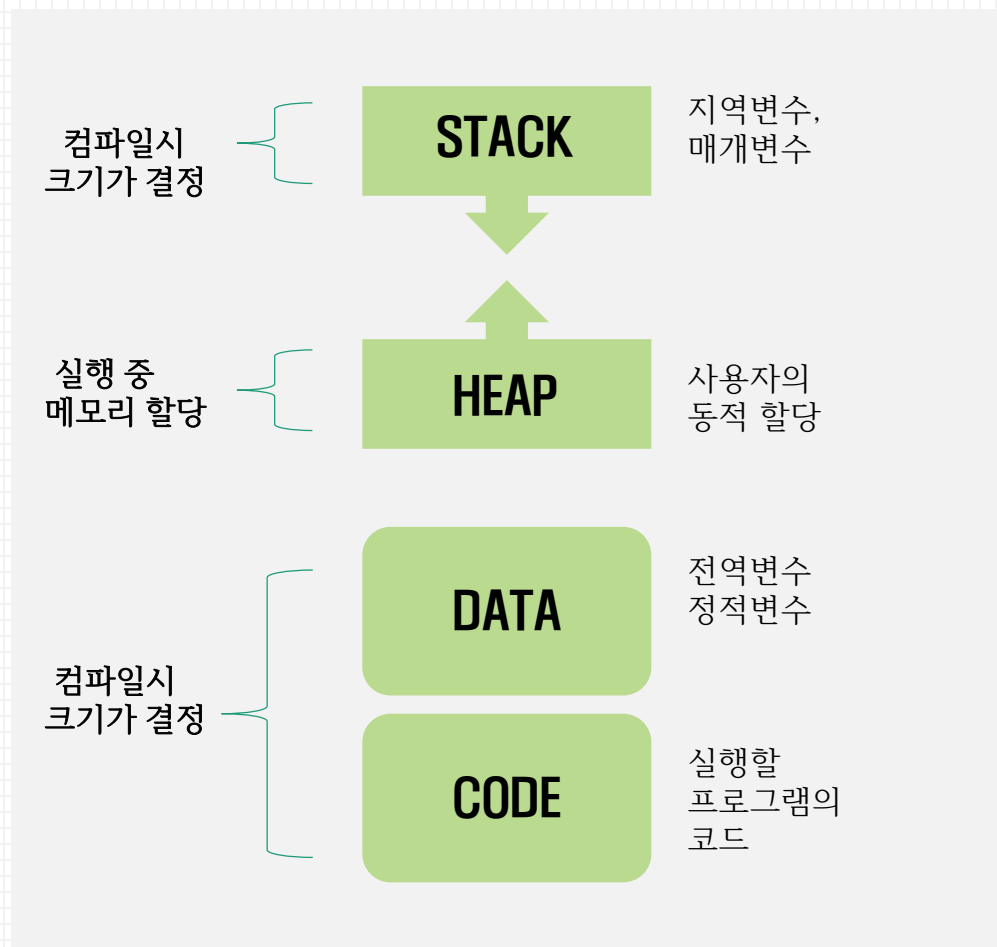 컴파일시
크기가 결정
STACK
지역변수,
매개변수
실행 중
메모리 할당
HEAP
사용자의
동적 할당
컴파일시
크기가 결정
DATA
전역변수
정적변수
CODE
실행할
프로그램의
코드